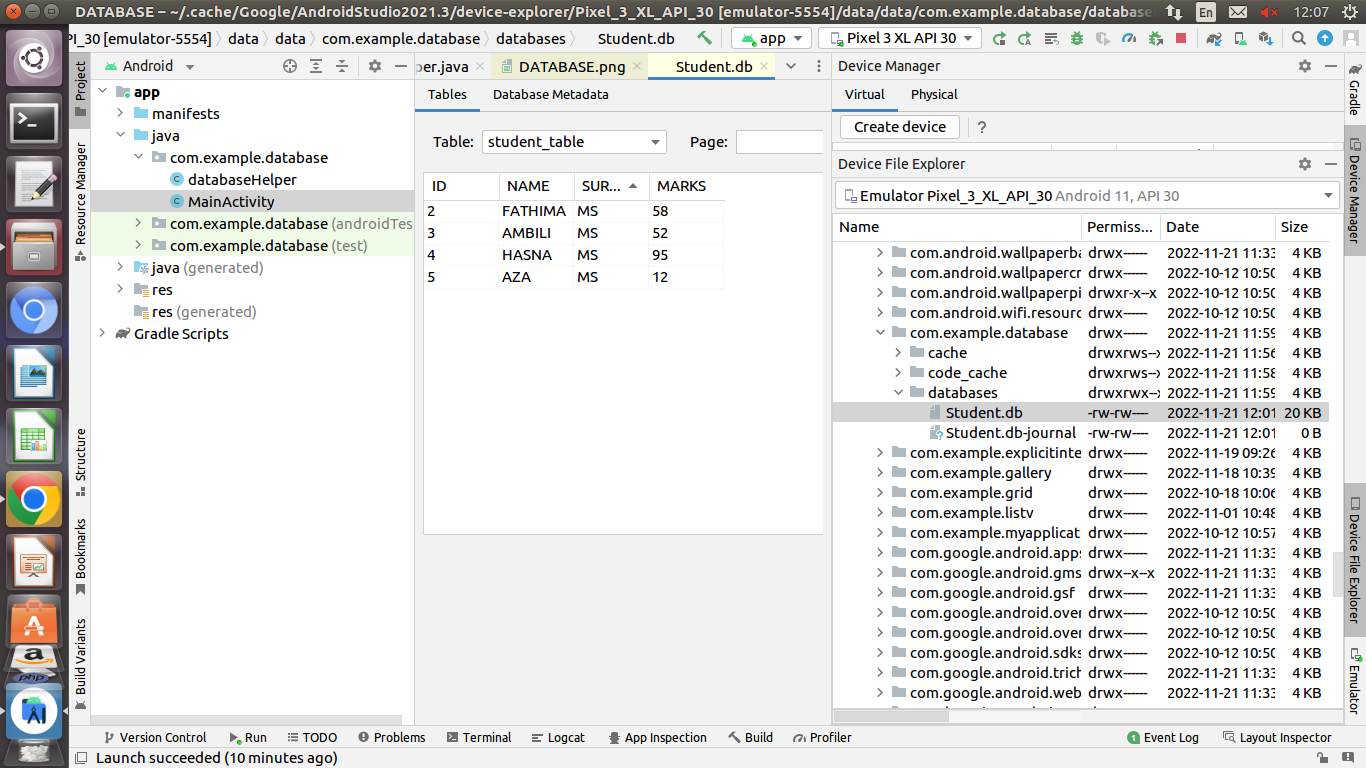 DATABASE – ~/.cache/Google/AndroidStudio2021.3/device-explorer/Pixel_3_XL_API_30 [emulator-5554]/data/data/com.example.database/database
En
12:07
PI_30 [emulator-5554] 〉 data 〉 data 〉 com.example.database 〉 databases 〉 Student.db
app
Pixel 3 XL API 30
Android
per.java
DATABASE.png
Student.db
Device Manager
Project
Resource Manager
Structure
Bookmarks
Build Variants
app
manifests
java
com.example.database
databaseHelper
MainActivity
com.example.database (androidTes
com.example.database (test)
java (generated)
res
res (generated)
Gradle Scripts
Tables
Database Metadata
Table:
student_table
Page:
ID NAME SUR... MARKS
2 FATHIMA MS 58
3 AMBILI MS 52
4 HASNA MS 95
5 AZA MS 12
Virtual
Physical
Create device
?
Device File Explorer
Emulator Pixel_3_XL_API_30 Android 11, API 30
Name Permiss... Date Size
com.android.wallpaperba drwx------ 2022-11-21 11:33 4 KB
com.android.wallpapercr drwx------ 2022-10-12 10:50 4 KB
com.android.wallpaperpi drwxr-x--x 2022-10-12 10:50 4 KB
com.android.wifi.resourc drwx------ 2022-10-12 10:50 4 KB
com.example.database drwx------ 2022-11-21 11:59 4 KB
cache drwxrws--x 2022-11-21 11:56 4 KB
code_cache drwxrws--x 2022-11-21 11:58 4 KB
databases drwxrwx--x 2022-11-21 11:59 4 KB
Student.db -rw-rw---- 2022-11-21 12:01 20 KB
Student.db-journal -rw-rw---- 2022-11-21 12:01 0 B
com.example.explicitinte drwx------ 2022-11-19 09:26 4 KB
com.example.gallery drwx------ 2022-11-18 10:39 4 KB
com.example.grid drwx------ 2022-10-18 10:06 4 KB
com.example.listv drwx------ 2022-11-01 10:48 4 KB
com.example.myapplicat drwx------ 2022-10-12 10:57 4 KB
com.google.android.apps drwx------ 2022-11-21 11:33 4 KB
com.google.android.gms drwx--x--x 2022-11-21 11:33 4 KB
com.google.android.gsf drwx------ 2022-11-21 11:33 4 KB
com.google.android.over drwx------ 2022-10-12 10:50 4 KB
com.google.android.over drwx------ 2022-10-12 10:50 4 KB
com.google.android.sdks drwx------ 2022-10-12 10:50 4 KB
com.google.android.trich drwx------ 2022-11-21 11:33 4 KB
com.google.android.web drwx------ 2022-11-21 11:33 4 KB
Gradle
Device Manager
Device File Explorer
Emulator
Version Control
Run
TODO
Problems
Terminal
Logcat
App Inspection
Build
Profiler
1 Event Log
Layout Inspector
Launch succeeded (10 minutes ago)
a
php